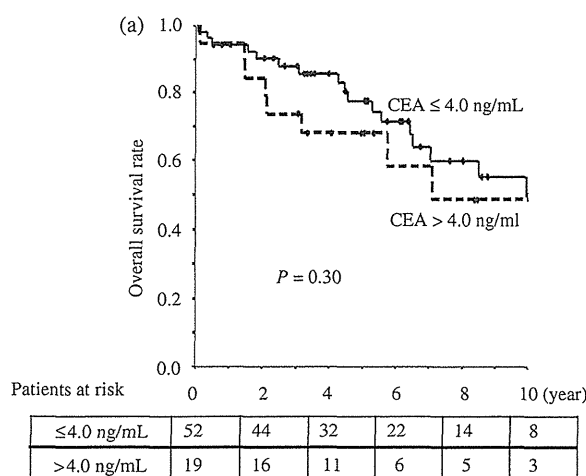 (a)
1.0
0.8
0.6
0.4
0.2
0.0
Overall survival rate
CEA ≤ 4.0 ng/mL
CEA > 4.0 ng/ml
P = 0.30
Patients at risk 0 2 4 6 8 10 (year)
≤4.0 ng/mL 52 44 32 22 14 8
>4.0 ng/mL 19 16 11 6 5 3